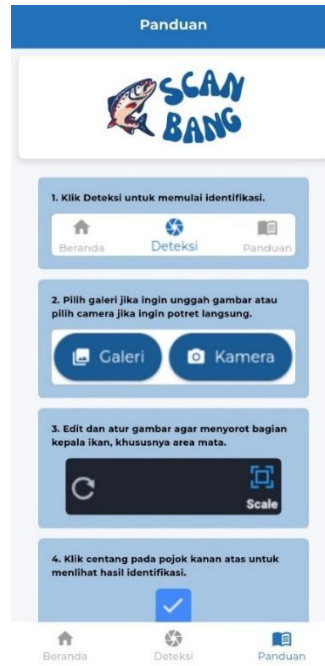 Panduan
SCAN
BANG
1. Klik Deteksi untuk memulai identifikasi.
Beranda Deteksi Panduan
2. Pilih galeri jika ingin unggah gambar atau
pilih camera jika ingin potret langsung.
Galeri Kamera
3. Edit dan atur gambar agar menyorot bagian
kepala ikan, khususnya area mata.
Scale
4. Klik centang pada pojok kanan atas untuk
menlihat hasil identifikasi.
Beranda Deteksi Panduan